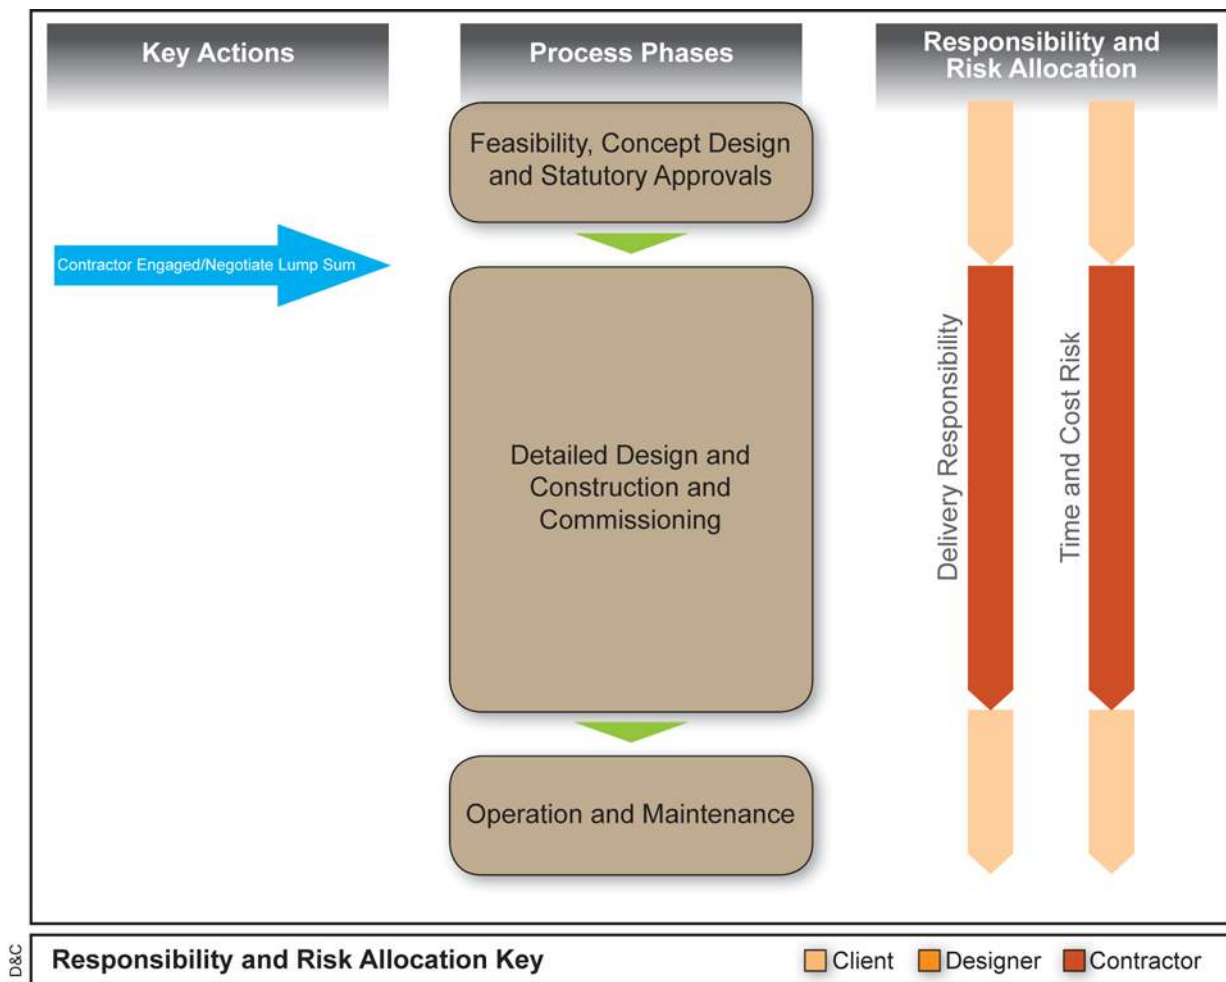 Key Actions
Process Phases
Responsibility and
Risk Allocation
Feasibility, Concept Design
and Statutory Approvals
Contractor Engaged/Negotiate Lump Sum
Detailed Design and
Construction and
Commissioning
Delivery Responsibility
Time and Cost Risk
Operation and Maintenance
D&C
Responsibility and Risk Allocation Key
Client
Designer
Contractor